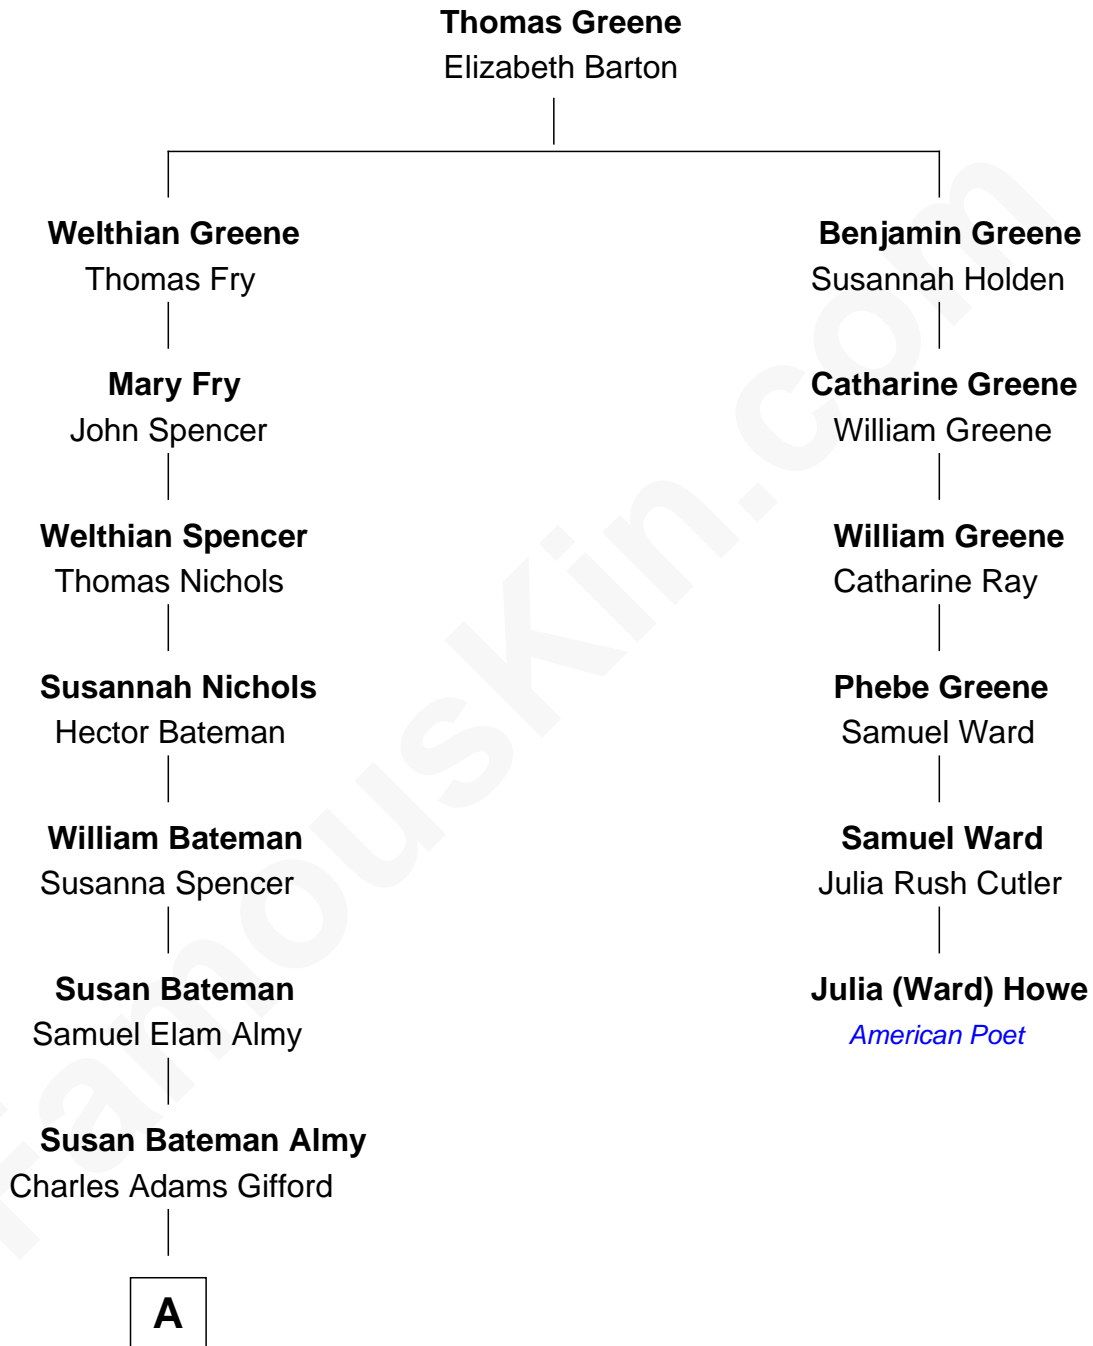 Thomas Greene
Elizabeth Barton
Welthian Greene
Thomas Fry
Benjamin Greene
Susannah Holden
Mary Fry
John Spencer
Catharine Greene
William Greene
Welthian Spencer
Thomas Nichols
William Greene
Catharine Ray
Susannah Nichols
Hector Bateman
Phebe Greene
Samuel Ward
William Bateman
Susanna Spencer
Samuel Ward
Julia Rush Cutler
Susan Bateman
Samuel Elam Almy
Julia (Ward) Howe
American Poet
Susan Bateman Almy
Charles Adams Gifford
A
FamousKin.com